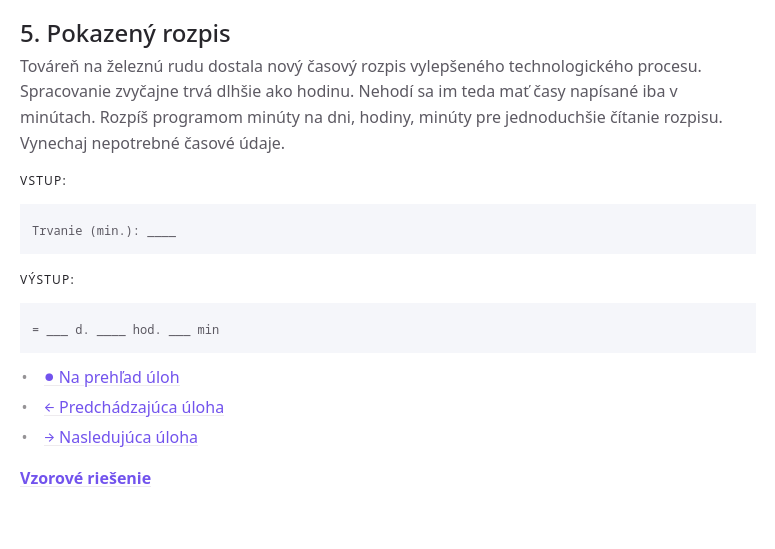 5. Pokazený rozpis
Továreň na železnú rudu dostala nový časový rozpis vylepšeného technologického procesu.
Spracovanie zvyčajne trvá dlhšie ako hodinu. Nehodí sa im teda mať časy napísané iba v
minútach. Rozpíš programom minúty na dni, hodiny, minúty pre jednoduchšie čítanie rozpisu.
Vynechaj nepotrebné časové údaje.
VSTUP:
Trvanie (min.): ____
VÝSTUP:
= ___ d. ____ hod. ___ min
• ● Na prehľad úloh
• ← Predchádzajúca úloha
• → Nasledujúca úloha
Vzorové riešenie